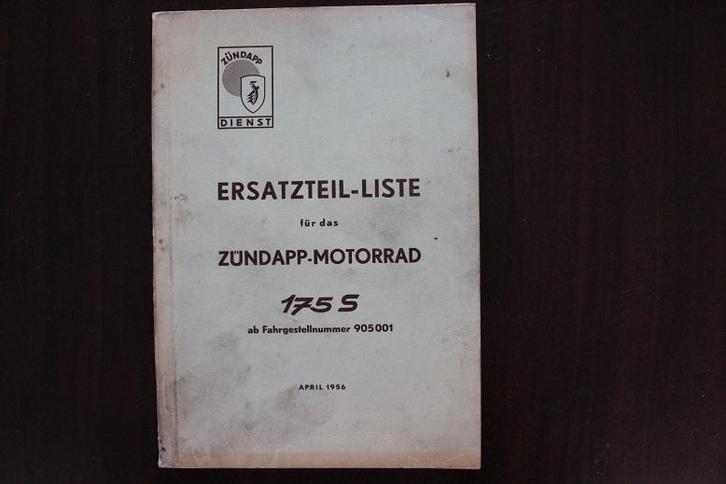 ZÜNDAPP
DIENST
ERSATZTEIL-LISTE
für das
ZÜNDAPP-MOTORRAD
175 S
ab Fahrgestellnummer 905001
APRIL 1956